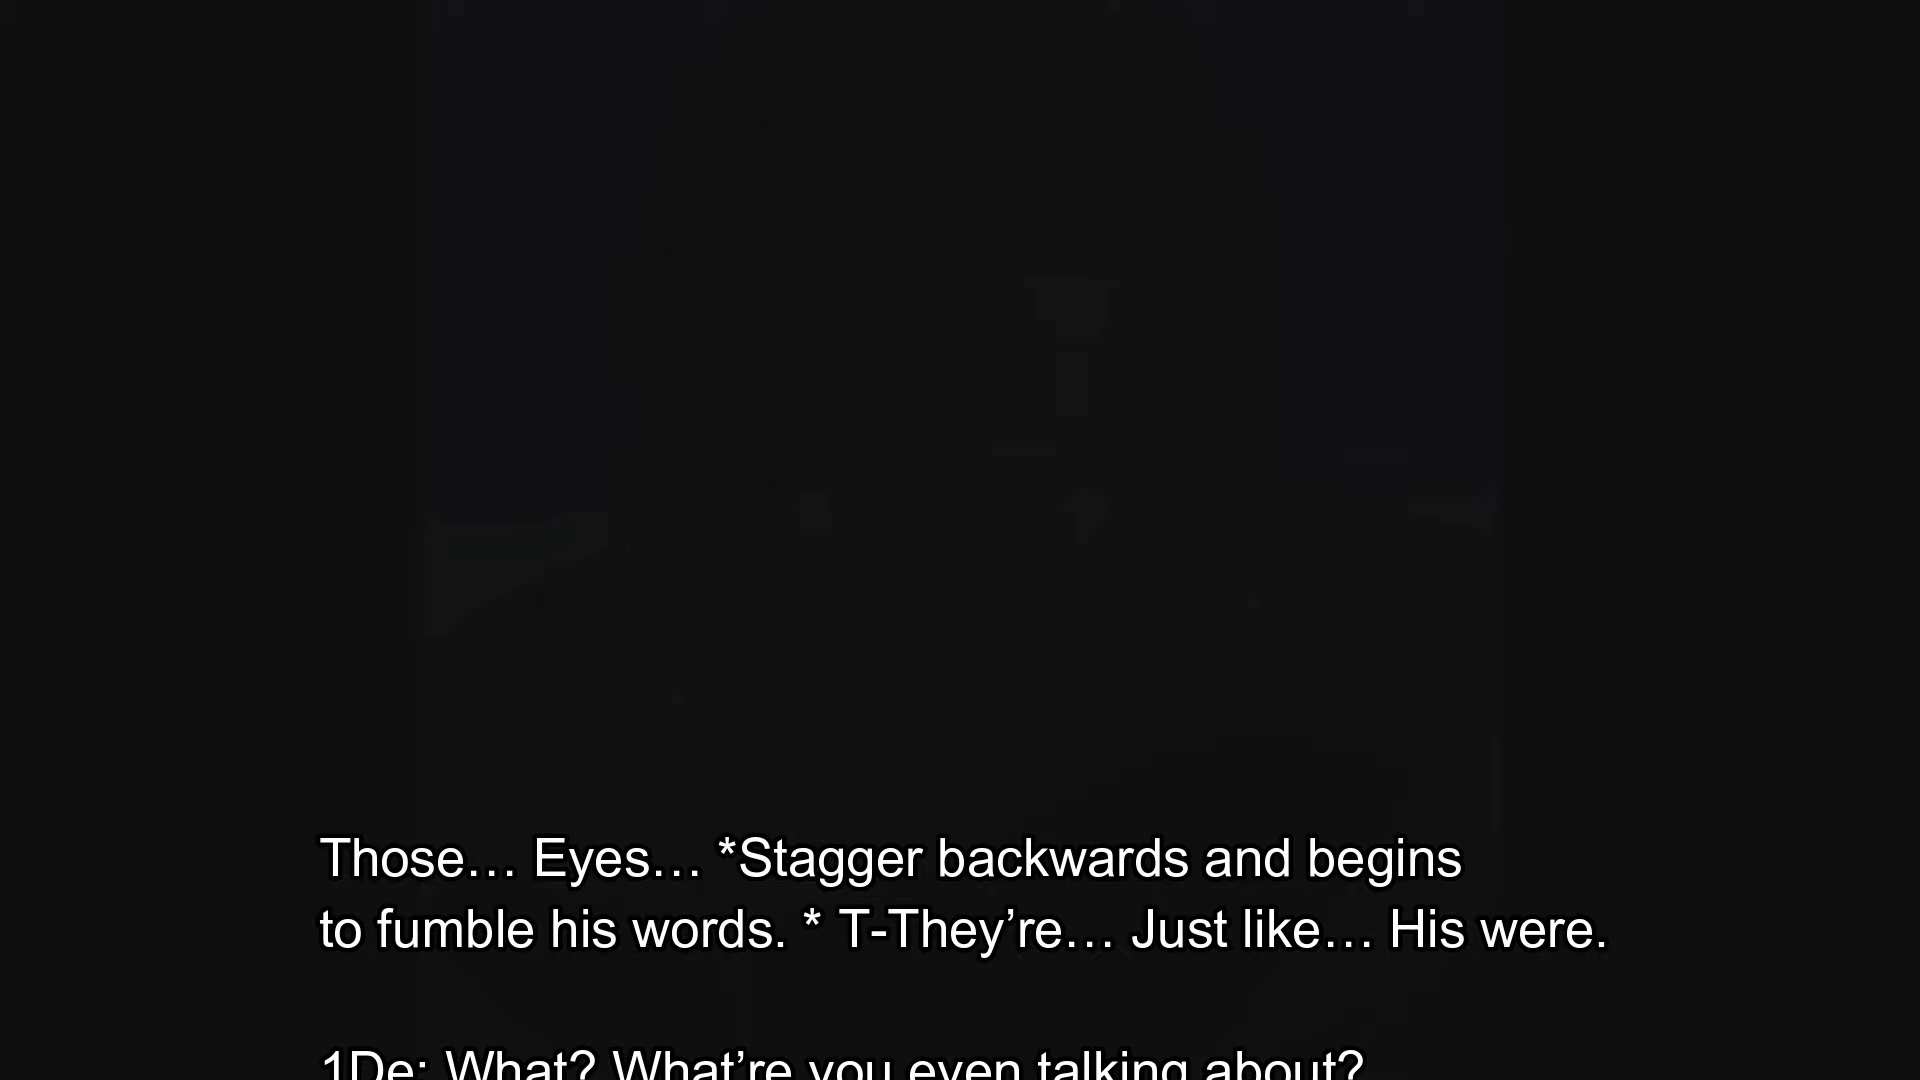 Those… Eyes… *Stagger backwards and begins
to fumble his words. * T-They’re… Just like… His were.
1De: What? What’re you even talking about?